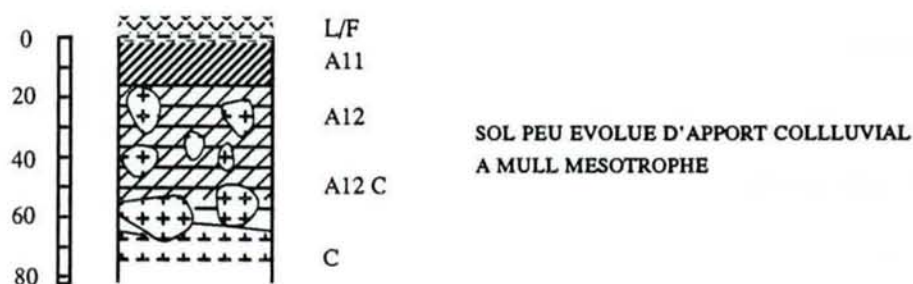 L/F
0
A11
20
A12
SOL PEU EVOLUE D'APPORT COLLLUVIAL
A MULL MESOTROPHE
40
A12 C
60
C
80